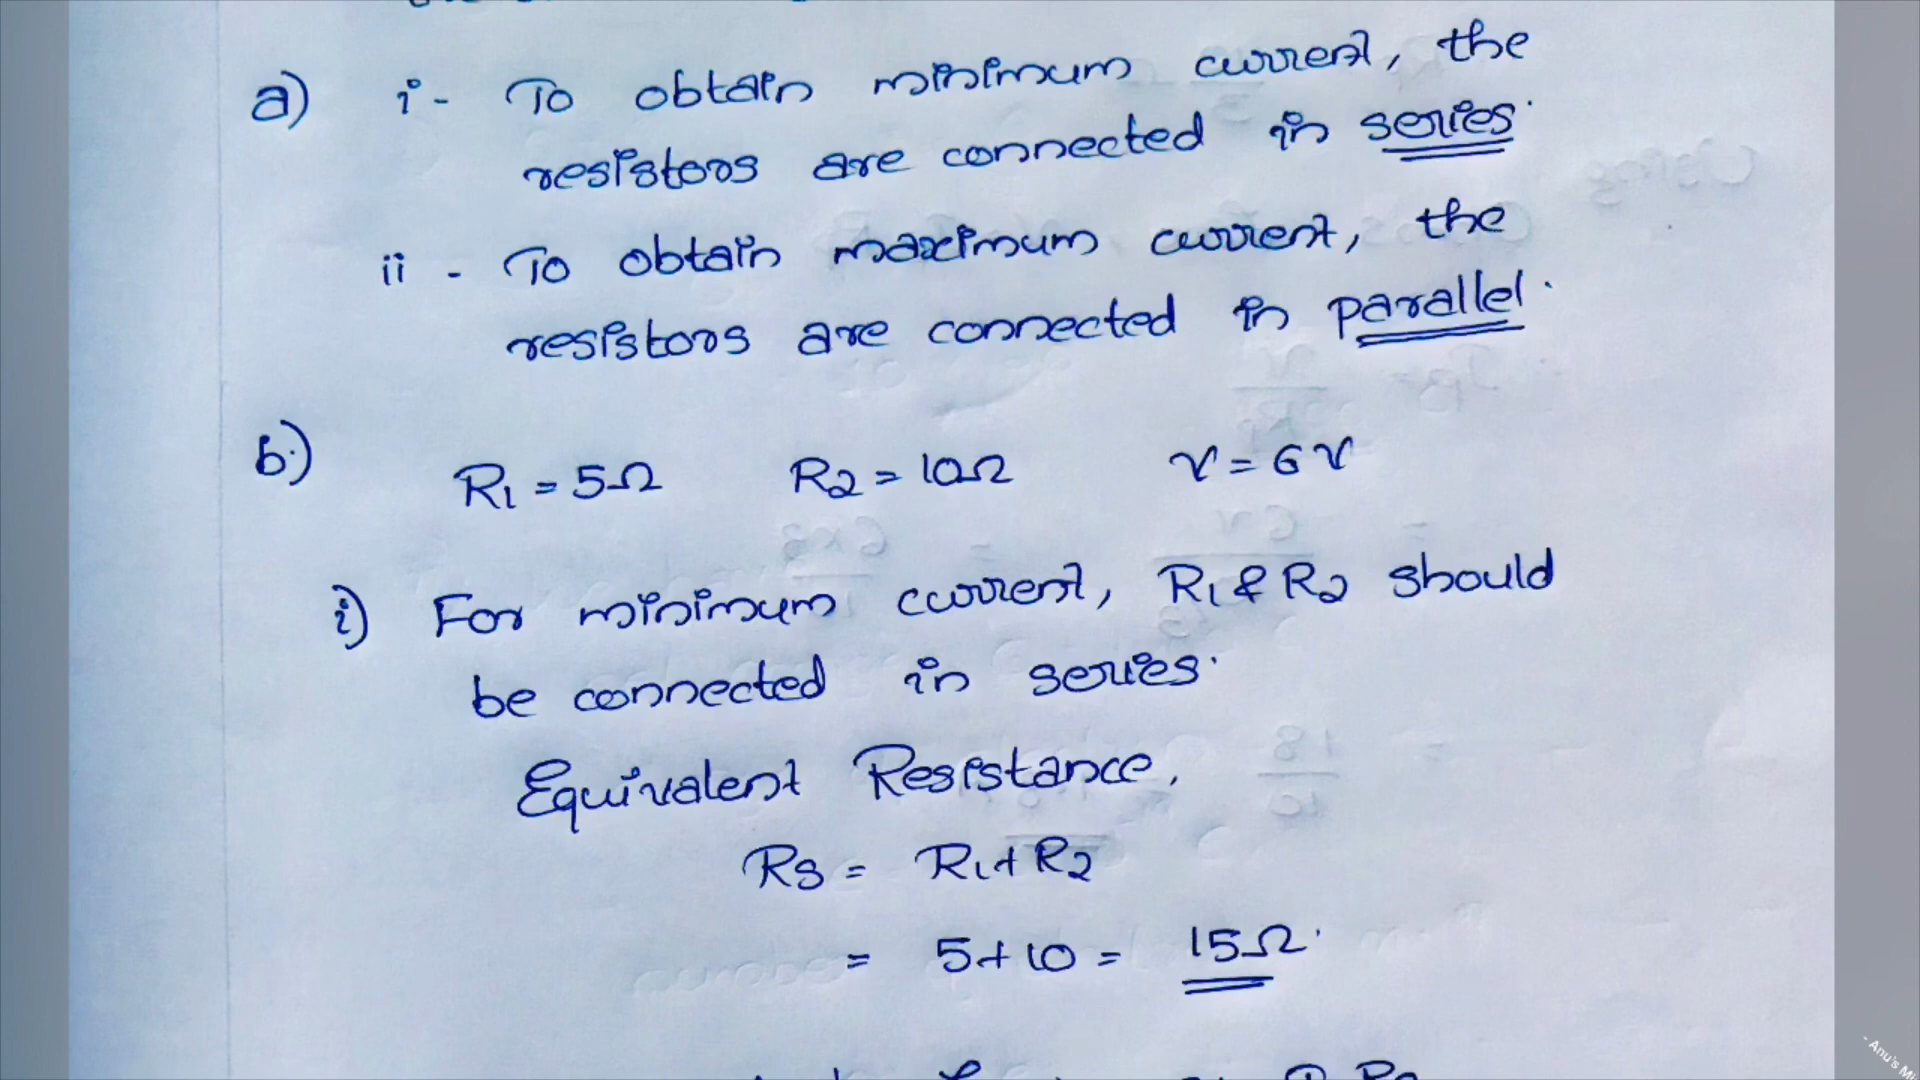 a) i - To obtain minimum current, the
resistors are connected in series.
ii - To obtain maximum current, the
resistors are connected in parallel.
b) R1 = 5Ω R2 = 10Ω V = 6V
i) For minimum current, R1 & R2 should
be connected in series.
Equivalent Resistance,
Rs = R1 + R2
= 5 + 10 = 15Ω.